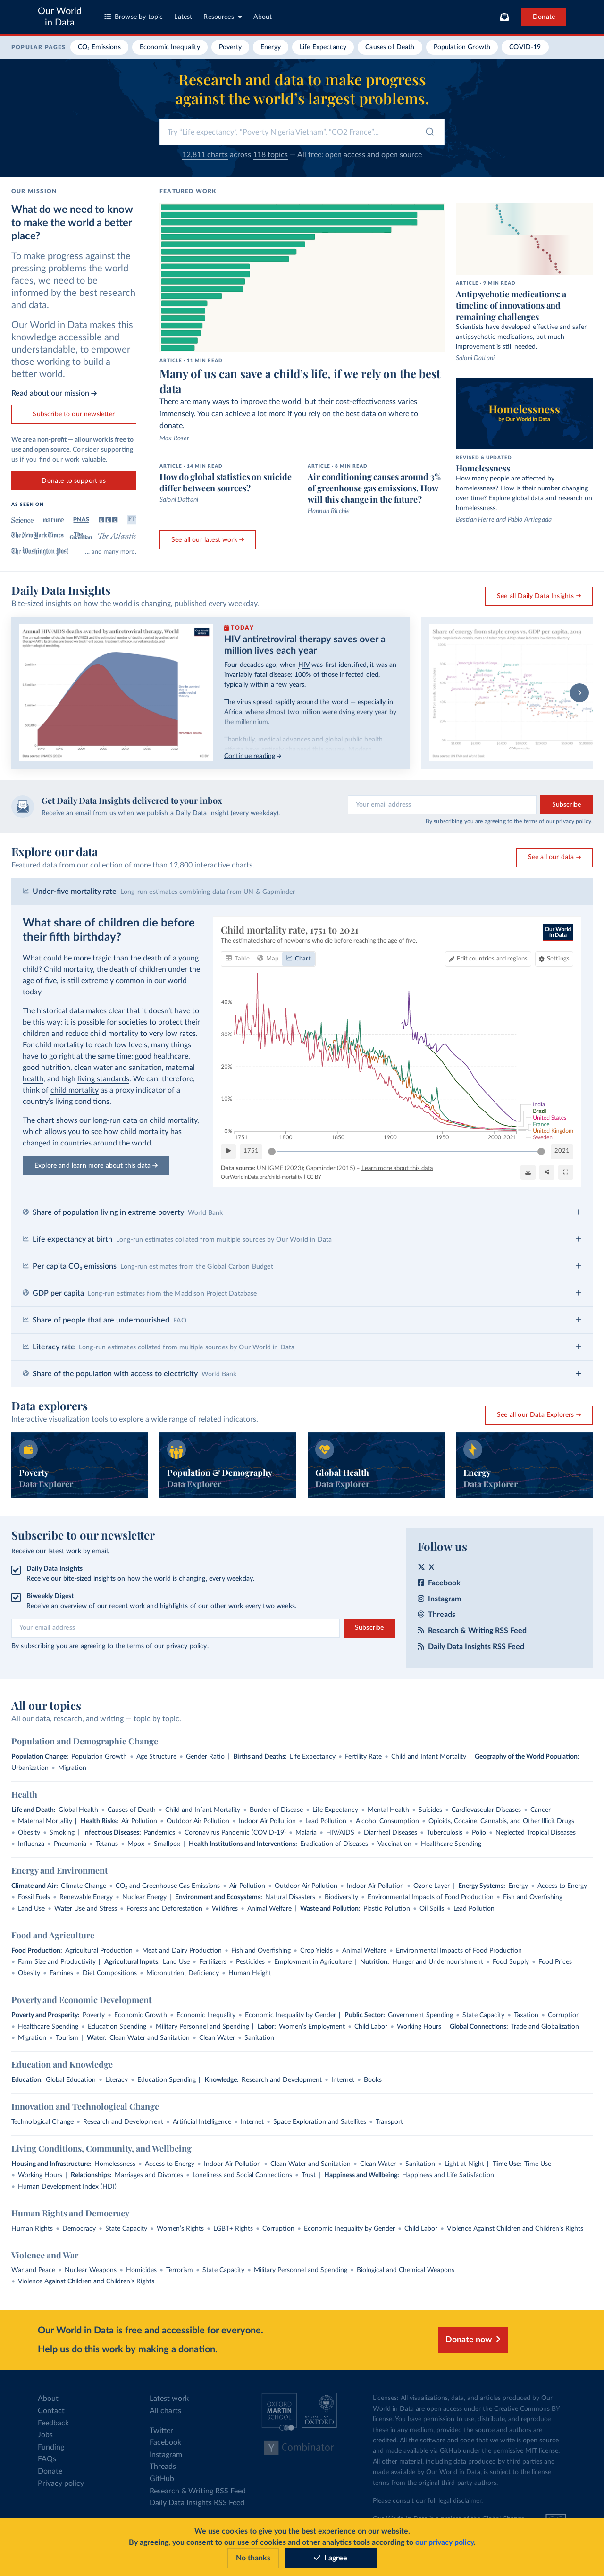 Our World
in Data
Browse by topic
Latest
Resources
About
Donate
POPULAR PAGES
CO₂ Emissions
Economic Inequality
Poverty
Energy
Life Expectancy
Causes of Death
Population Growth
COVID-19
Research and data to make progress
against the world’s largest problems.
Try "Life expectancy", "Poverty Nigeria Vietnam", "CO2 France"...
12,811 charts across 118 topics — All free: open access and open source
OUR MISSION
What do we need to know
to make the world a better
place?
To make progress against the
pressing problems the world
faces, we need to be
informed by the best research
and data.
Our World in Data makes this
knowledge accessible and
understandable, to empower
those working to build a
better world.
Read about our mission →
Subscribe to our newsletter
We are a non-profit — all our work is free to
use and open source. Consider supporting
us if you find our work valuable.
Donate to support us
AS SEEN ON
Science
nature
PNAS
BBC
FT
The New York Times
The Guardian
The Atlantic
The Washington Post
... and many more.
FEATURED WORK
ARTICLE • 11 MIN READ
Many of us can save a child’s life, if we rely on the best
data
There are many ways to improve the world, but their cost-effectiveness varies
immensely. You can achieve a lot more if you rely on the best data on where to
donate.
Max Roser
ARTICLE • 14 MIN READ
How do global statistics on suicide
differ between sources?
Saloni Dattani
ARTICLE • 8 MIN READ
Air conditioning causes around 3%
of greenhouse gas emissions. How
will this change in the future?
Hannah Ritchie
See all our latest work →
ARTICLE • 9 MIN READ
Antipsychotic medications: a
timeline of innovations and
remaining challenges
Scientists have developed effective and safer
antipsychotic medications, but much
improvement is still needed.
Saloni Dattani
Homelessness
by Our World in Data
REVISED & UPDATED
Homelessness
How many people are affected by
homelessness? How is their number changing
over time? Explore global data and research on
homelessness.
Bastian Herre and Pablo Arriagada
Daily Data Insights
Bite-sized insights on how the world is changing, published every weekday.
See all Daily Data Insights →
Annual HIV/AIDS deaths averted by antiretroviral therapy, World
TODAY
HIV antiretroviral therapy saves over a
million lives each year
Four decades ago, when HIV was first identified, it was an
invariably fatal disease: 100% of those infected died,
typically within a few years.
The virus spread rapidly around the world — especially in
Africa, where almost two million were dying every year by
the millennium.
Thankfully, medical advances and global public health
Continue reading →
Share of energy from staple crops vs. GDP per capita, 2021
Get Daily Data Insights delivered to your inbox
Receive an email from us when we publish a Daily Data Insight (every weekday).
Your email address
Subscribe
By subscribing you are agreeing to the terms of our privacy policy.
Explore our data
Featured data from our collection of more than 12,800 interactive charts.
See all our data →
Under-five mortality rate Long-run estimates combining data from UN & Gapminder
What share of children die before
their fifth birthday?
What could be more tragic than the death of a young
child? Child mortality, the death of children under the
age of five, is still extremely common in our world
today.
The historical data makes clear that it doesn’t have to
be this way: it is possible for societies to protect their
children and reduce child mortality to very low rates.
For child mortality to reach low levels, many things
have to go right at the same time: good healthcare,
good nutrition, clean water and sanitation, maternal
health, and high living standards. We can, therefore,
think of child mortality as a proxy indicator of a
country’s living conditions.
The chart shows our long-run data on child mortality,
which allows you to see how child mortality has
changed in countries around the world.
Explore and learn more about this data →
Child mortality rate, 1751 to 2021
The estimated share of newborns who die before reaching the age of five.
Our World
in Data
Table
Map
Chart
Edit countries and regions
Settings
40%
30%
20%
10%
0%
1751
1800
1850
1900
1950
2000
2021
India
Brazil
United States
France
United Kingdom
Sweden
1751
2021
Data source: UN IGME (2023); Gapminder (2015) – Learn more about this data
OurWorldInData.org/child-mortality | CC BY
Share of population living in extreme poverty World Bank +
Life expectancy at birth Long-run estimates collated from multiple sources by Our World in Data +
Per capita CO₂ emissions Long-run estimates from the Global Carbon Budget +
GDP per capita Long-run estimates from the Maddison Project Database +
Share of people that are undernourished FAO +
Literacy rate Long-run estimates collated from multiple sources by Our World in Data +
Share of the population with access to electricity World Bank +
Data explorers
Interactive visualization tools to explore a wide range of related indicators.
See all our Data Explorers →
Poverty
Data Explorer
Population & Demography
Data Explorer
Global Health
Data Explorer
Energy
Data Explorer
Subscribe to our newsletter
Receive our latest work by email.
Daily Data Insights
Receive our bite-sized insights on how the world is changing, every weekday.
Biweekly Digest
Receive an overview of our recent work and highlights of our other work every two weeks.
Your email address
Subscribe
By subscribing you are agreeing to the terms of our privacy policy.
Follow us
X
Facebook
Instagram
Threads
Research & Writing RSS Feed
Daily Data Insights RSS Feed
All our topics
All our data, research, and writing — topic by topic.
Population and Demographic Change
Population Change: Population Growth • Age Structure • Gender Ratio | Births and Deaths: Life Expectancy • Fertility Rate • Child and Infant Mortality | Geography of the World Population:
Urbanization • Migration
Health
Life and Death: Global Health • Causes of Death • Child and Infant Mortality • Burden of Disease • Life Expectancy • Mental Health • Suicides • Cardiovascular Diseases • Cancer
• Maternal Mortality | Health Risks: Air Pollution • Outdoor Air Pollution • Indoor Air Pollution • Lead Pollution • Alcohol Consumption • Opioids, Cocaine, Cannabis, and Other Illicit Drugs
• Obesity • Smoking | Infectious Diseases: Pandemics • Coronavirus Pandemic (COVID-19) • Malaria • HIV/AIDS • Diarrheal Diseases • Tuberculosis • Polio • Neglected Tropical Diseases
• Influenza • Pneumonia • Tetanus • Mpox • Smallpox | Health Institutions and Interventions: Eradication of Diseases • Vaccination • Healthcare Spending
Energy and Environment
Climate and Air: Climate Change • CO₂ and Greenhouse Gas Emissions • Air Pollution • Outdoor Air Pollution • Indoor Air Pollution • Ozone Layer | Energy Systems: Energy • Access to Energy
• Fossil Fuels • Renewable Energy • Nuclear Energy | Environment and Ecosystems: Natural Disasters • Biodiversity • Environmental Impacts of Food Production • Fish and Overfishing
• Land Use • Water Use and Stress • Forests and Deforestation • Wildfires • Animal Welfare | Waste and Pollution: Plastic Pollution • Oil Spills • Lead Pollution
Food and Agriculture
Food Production: Agricultural Production • Meat and Dairy Production • Fish and Overfishing • Crop Yields • Animal Welfare • Environmental Impacts of Food Production
• Farm Size and Productivity | Agricultural Inputs: Land Use • Fertilizers • Pesticides • Employment in Agriculture | Nutrition: Hunger and Undernourishment • Food Supply • Food Prices
• Obesity • Famines • Diet Compositions • Micronutrient Deficiency • Human Height
Poverty and Economic Development
Poverty and Prosperity: Poverty • Economic Growth • Economic Inequality • Economic Inequality by Gender | Public Sector: Government Spending • State Capacity • Taxation • Corruption
• Healthcare Spending • Education Spending • Military Personnel and Spending | Labor: Women’s Employment • Child Labor • Working Hours | Global Connections: Trade and Globalization
• Migration • Tourism | Water: Clean Water and Sanitation • Clean Water • Sanitation
Education and Knowledge
Education: Global Education • Literacy • Education Spending | Knowledge: Research and Development • Internet • Books
Innovation and Technological Change
Technological Change • Research and Development • Artificial Intelligence • Internet • Space Exploration and Satellites • Transport
Living Conditions, Community, and Wellbeing
Housing and Infrastructure: Homelessness • Access to Energy • Indoor Air Pollution • Clean Water and Sanitation • Clean Water • Sanitation • Light at Night | Time Use: Time Use
• Working Hours | Relationships: Marriages and Divorces • Loneliness and Social Connections • Trust | Happiness and Wellbeing: Happiness and Life Satisfaction
• Human Development Index (HDI)
Human Rights and Democracy
Human Rights • Democracy • State Capacity • Women’s Rights • LGBT+ Rights • Corruption • Economic Inequality by Gender • Child Labor • Violence Against Children and Children’s Rights
Violence and War
War and Peace • Nuclear Weapons • Homicides • Terrorism • State Capacity • Military Personnel and Spending • Biological and Chemical Weapons
• Violence Against Children and Children’s Rights
Our World in Data is free and accessible for everyone.
Help us do this work by making a donation.
Donate now
About
Contact
Feedback
Jobs
Funding
FAQs
Donate
Privacy policy
Latest work
All charts
Twitter
Facebook
Instagram
Threads
GitHub
Research & Writing RSS Feed
Daily Data Insights RSS Feed
OXFORD
MARTIN
SCHOOL
UNIVERSITY OF
OXFORD
Y Combinator
Licenses: All visualizations, data, and articles produced by Our
World in Data are open access under the Creative Commons BY
license. You have permission to use, distribute, and reproduce
these in any medium, provided the source and authors are
credited. All the software and code that we write is open source
and made available via GitHub under the permissive MIT license.
All other material, including data produced by third parties and
made available by Our World in Data, is subject to the license
terms from the original third-party authors.
Please consult our full legal disclaimer.
We use cookies to give you the best experience on our website.
By agreeing, you consent to our use of cookies and other analytics tools according to our privacy policy.
No thanks
I agree